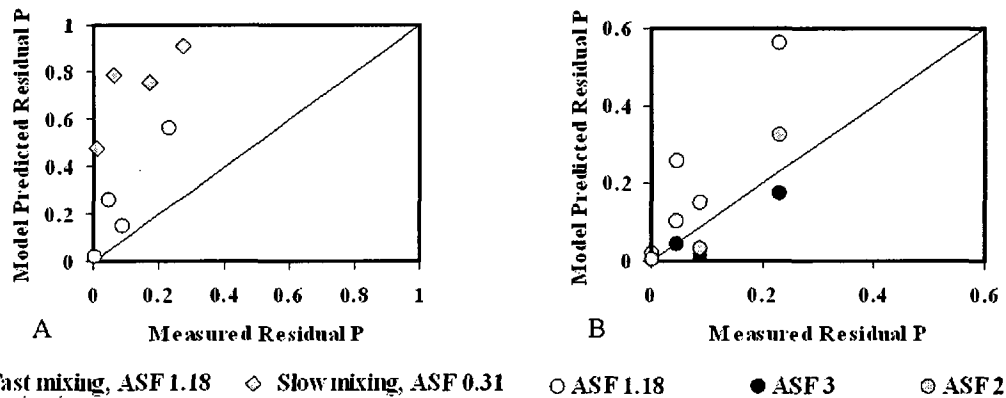 Model Predicted Residual P
1
0.8
0.6
0.4
0.2
0
0 0.2 0.4 0.6 0.8 1
A
Measured Residual P
Model Predicted Residual P
0.6
0.4
0.2
0
0 0.2 0.4 0.6
B
Measured Residual P
mixing, ASF 1.18 Slow mixing, ASF 0.31 ASF 1.18 ASF 3 ASF 2